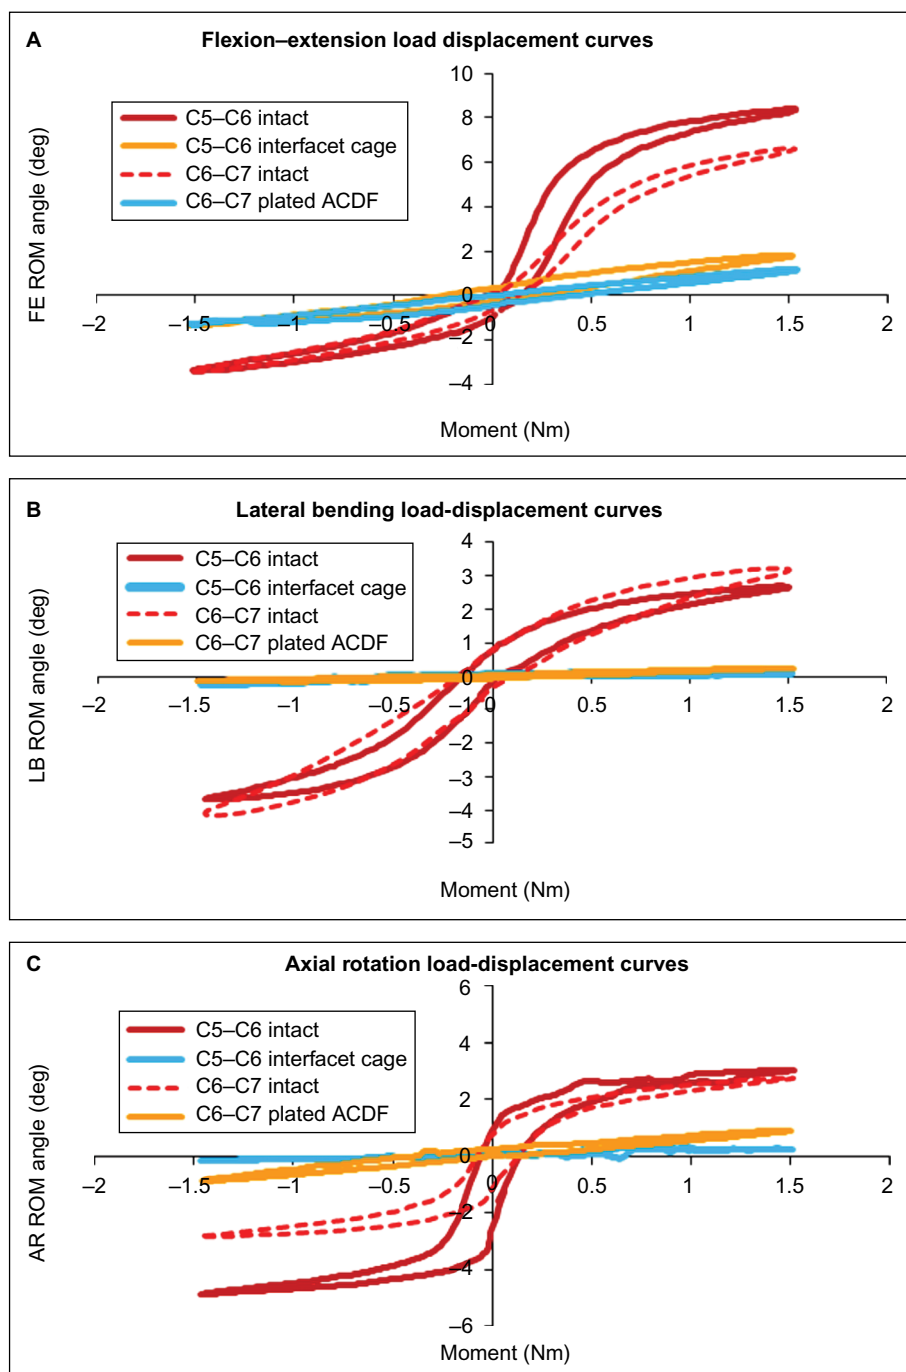 A
Flexion–extension load displacement curves
10
C5–C6 intact
C5–C6 interfacet cage
C6–C7 intact
C6–C7 plated ACDF
8
6
4
2
0
−2
−1.5
−1
−0.5
0
0.5
1
1.5
2
−2
−4
FE ROM angle (deg)
Moment (Nm)
B
Lateral bending load-displacement curves
4
C5–C6 intact
C5–C6 interfacet cage
C6–C7 intact
C6–C7 plated ACDF
3
2
1
0
−2
−1.5
−1
−0.5
0
0.5
1
1.5
2
−1
−2
−3
−4
−5
LB ROM angle (deg)
Moment (Nm)
C
Axial rotation load-displacement curves
6
C5–C6 intact
C5–C6 interfacet cage
C6–C7 intact
C6–C7 plated ACDF
4
2
0
−2
−1.5
−1
−0.5
0
0.5
1
1.5
2
−2
−4
−6
AR ROM angle (deg)
Moment (Nm)